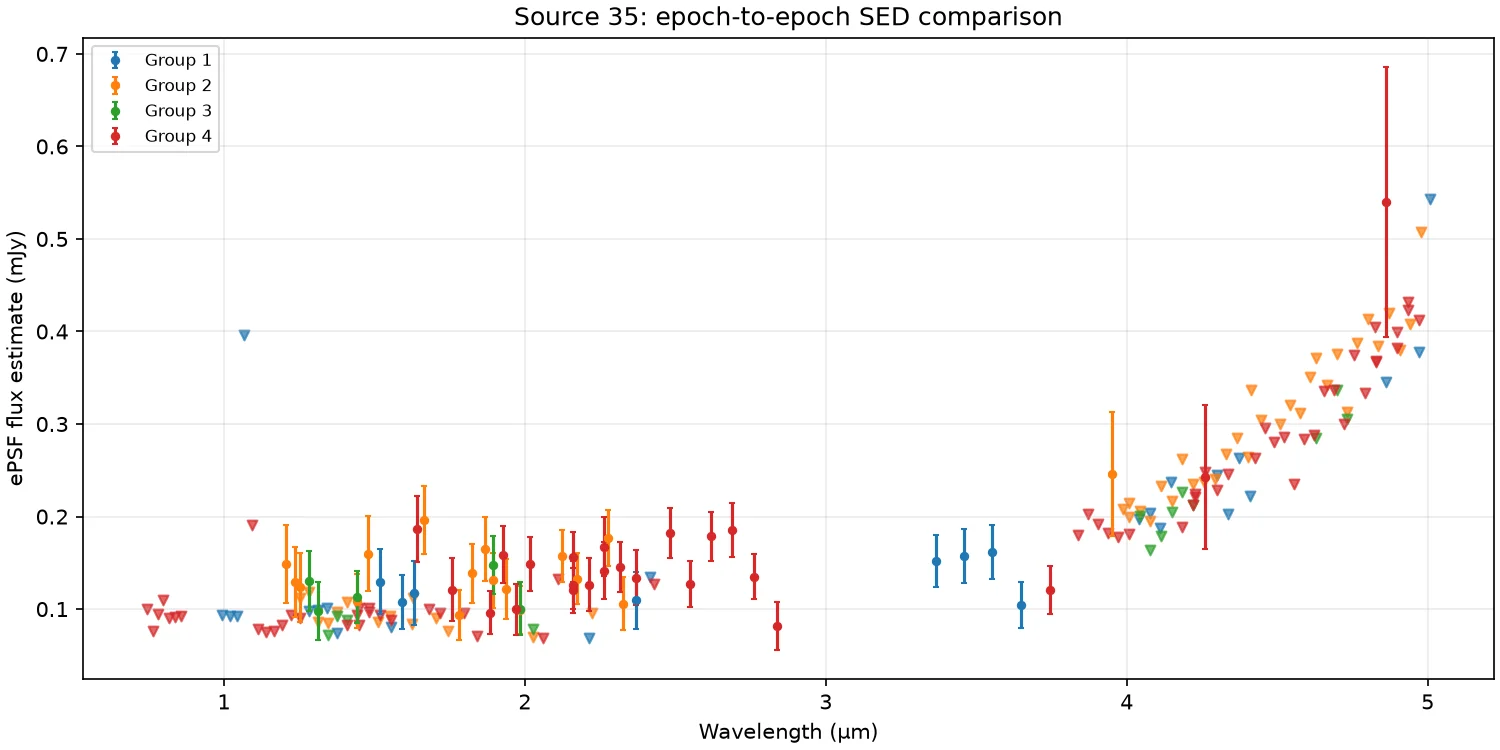 Source 35: epoch-to-epoch SED comparison
Group 1
Group 2
Group 3
Group 4
ePSF flux estimate (mJy)
0.7
0.6
0.5
0.4
0.3
0.2
0.1
1 2 3 4 5
Wavelength (µm)